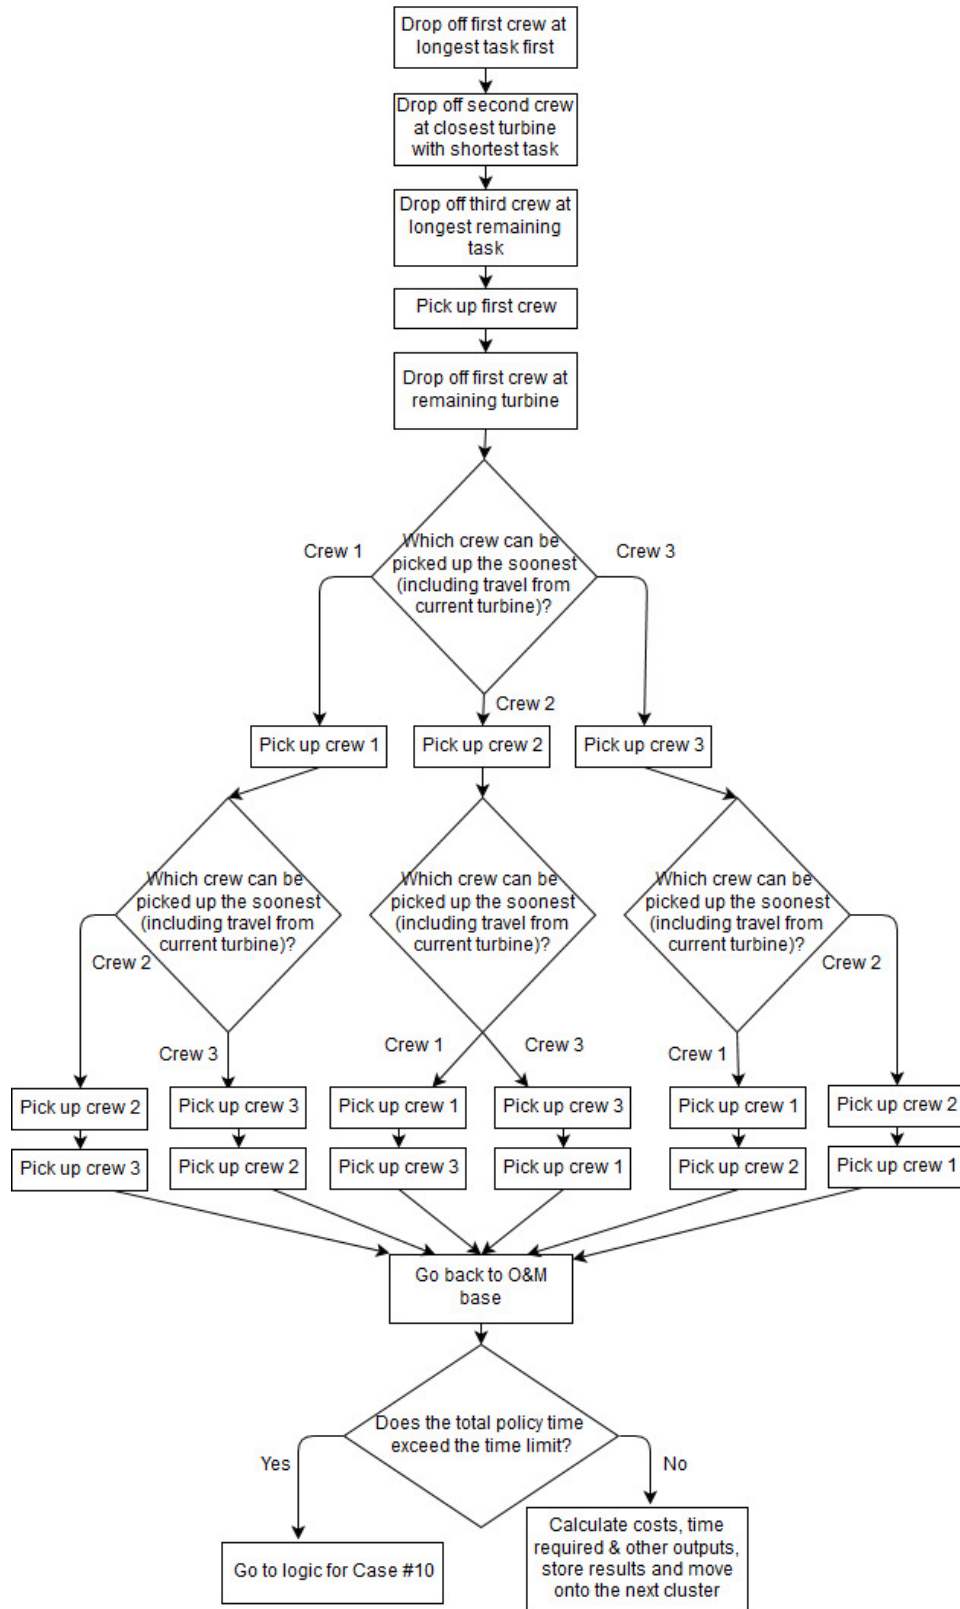 Drop off first crew at
longest task first
Drop off second crew
at closest turbine
with shortest task
Drop off third crew at
longest remaining
task
Pick up first crew
Drop off first crew at
remaining turbine
Which crew can be
picked up the soonest
(including travel from
current turbine)?
Crew 1
Crew 3
Crew 2
Pick up crew 1
Pick up crew 2
Pick up crew 3
Which crew can be
picked up the soonest
(including travel from
current turbine)?
Which crew can be
picked up the soonest
(including travel from
current turbine)?
Which crew can be
picked up the soonest
(including travel from
current turbine)?
Crew 2
Crew 3
Crew 1
Crew 3
Crew 1
Crew 2
Pick up crew 2
Pick up crew 3
Pick up crew 1
Pick up crew 3
Pick up crew 1
Pick up crew 2
Pick up crew 3
Pick up crew 2
Pick up crew 3
Pick up crew 1
Pick up crew 2
Pick up crew 1
Go back to O&M
base
Does the total policy time
exceed the time limit?
Yes
No
Go to logic for Case #10
Calculate costs, time
required & other outputs,
store results and move
onto the next cluster